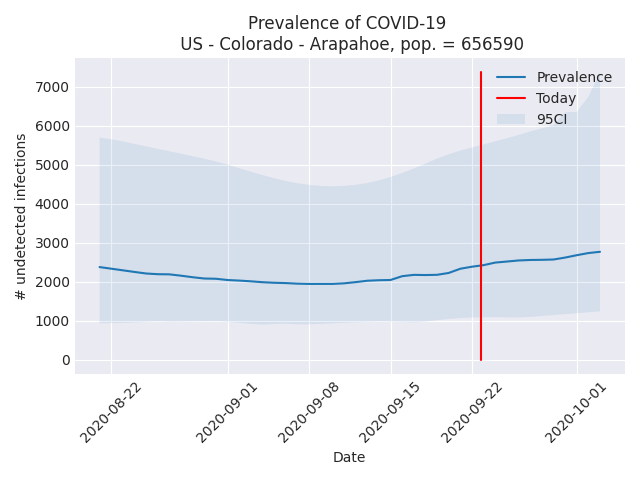 Prevalence of COVID-19
US - Colorado - Arapahoe, pop. = 656590
Prevalence
Today
95CI
# undetected infections
7000
6000
5000
4000
3000
2000
1000
0
2020-08-22
2020-09-01
2020-09-08
2020-09-15
2020-09-22
2020-10-01
Date